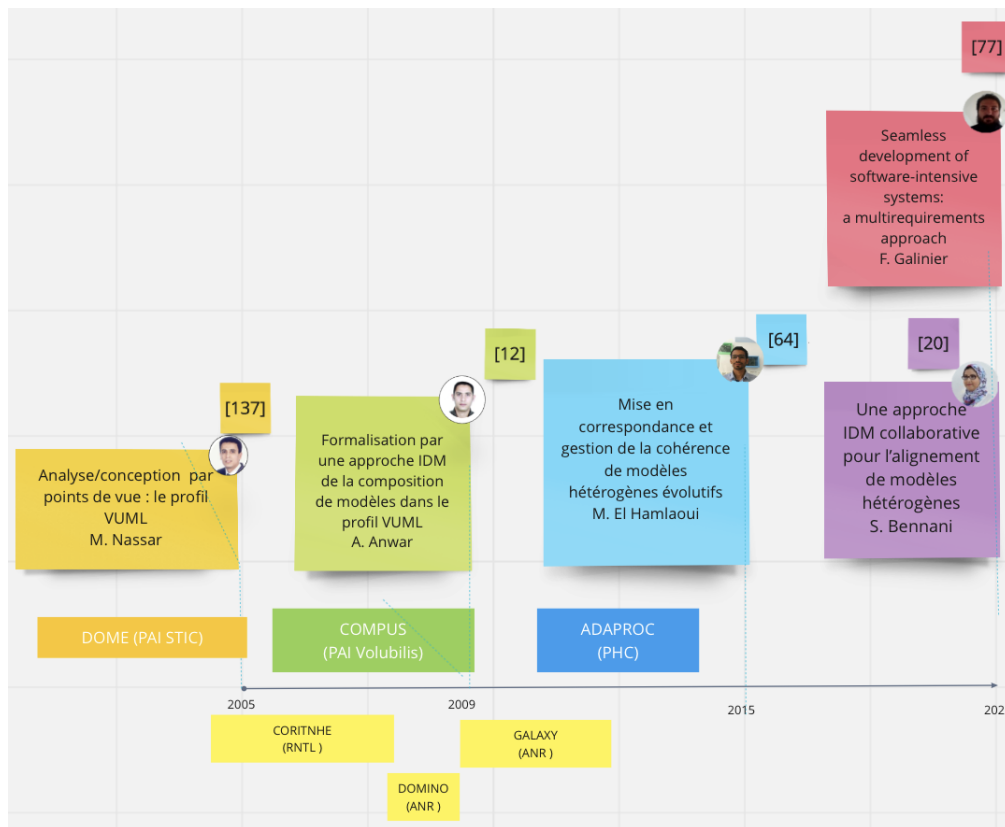 [77]
Seamless
development of
software-intensive
systems:
a multirequirements
approach
F. Galinier
[137]
Analyse/conception par
points de vue : le profil
VUML
M. Nassar
[12]
Formalisation par
une approche IDM
de la composition
de modèles dans le
profil VUML
A. Anwar
[64]
Mise en
correspondance et
gestion de la cohérence
de modèles
hétérogènes évolutifs
M. El Hamlaoui
[20]
Une approche
IDM collaborative
pour l'alignement
de modèles
hétérogènes
S. Bennani
DOME (PAI STIC)
COMPUS
(PAI Volubilis)
ADAPROC
(PHC)
2005
2009
2015
202
CORITNHE
(RNTL )
DOMINO
(ANR )
GALAXY
(ANR )